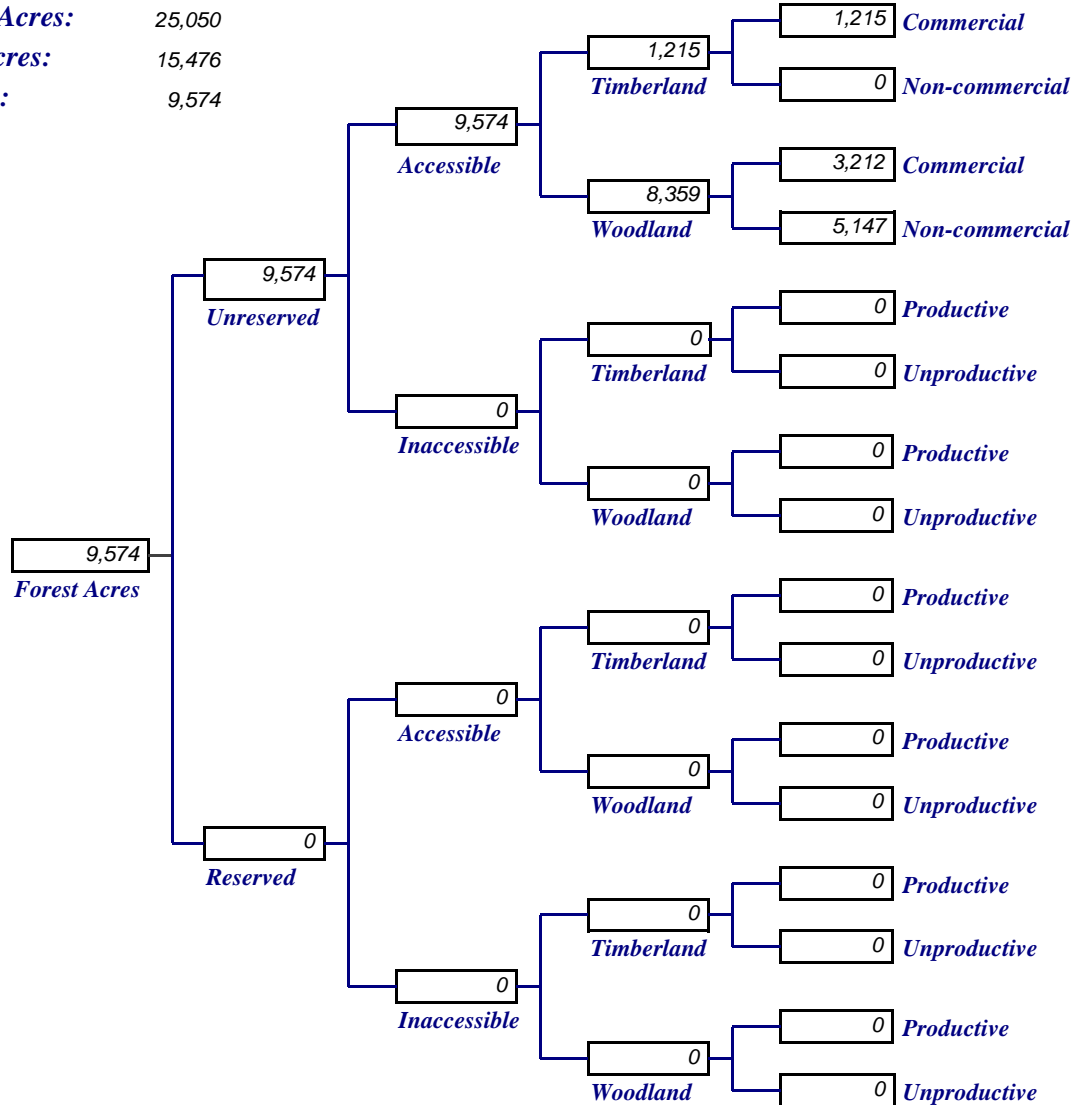 Acres: 25,050
cres: 15,476
: 9,574
1,215 Commercial
1,215
Timberland
0 Non-commercial
9,574
Accessible
3,212 Commercial
8,359
Woodland
5,147 Non-commercial
9,574
Unreserved
0 Productive
0
Timberland
0 Unproductive
0
Inaccessible
0 Productive
0
Woodland
0 Unproductive
9,574
Forest Acres
0 Productive
0
Timberland
0 Unproductive
0
Accessible
0 Productive
0
Woodland
0 Unproductive
0
Reserved
0 Productive
0
Timberland
0 Unproductive
0
Inaccessible
0 Productive
0
Woodland
0 Unproductive